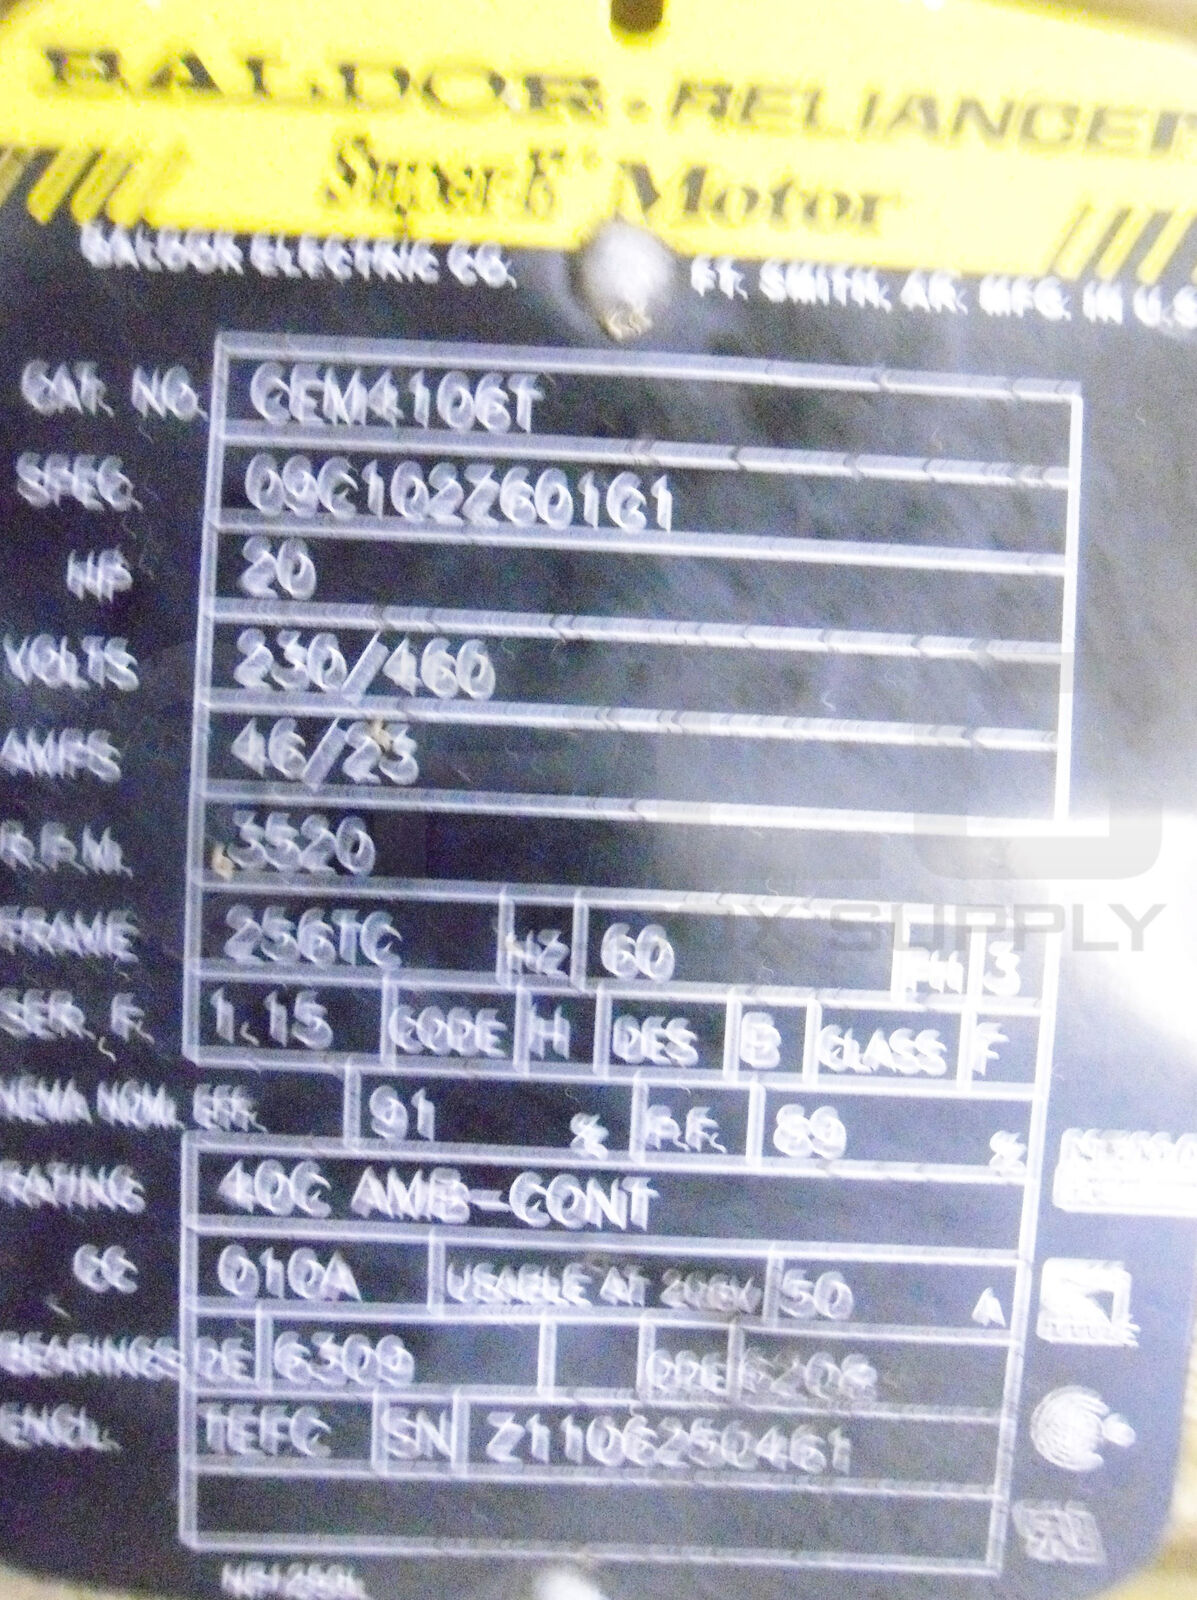 BALDOR • RELIANCE
Super-E Motor
BALDOR ELECTRIC CO. FT. SMITH, AR. MFG. IN U.S
CAT. NO. CEM4106T
SPEC. 09C102Z601G1
HP 20
VOLTS 230/460
AMPS 46/23
R.P.M. 3520
FRAME 256TC HZ 60 PH 3
SER. F. 1.15 CODE H DES B CLASS F
NEMA NOM. EFF. 91 % P.F. 89 %
RATING 40C AMB-CONT
CC 010A USABLE AT 208V 50 A
BEARINGS DE 6309 ODE 6208
ENCL. TEFC SN Z1106250461
SUPPLY